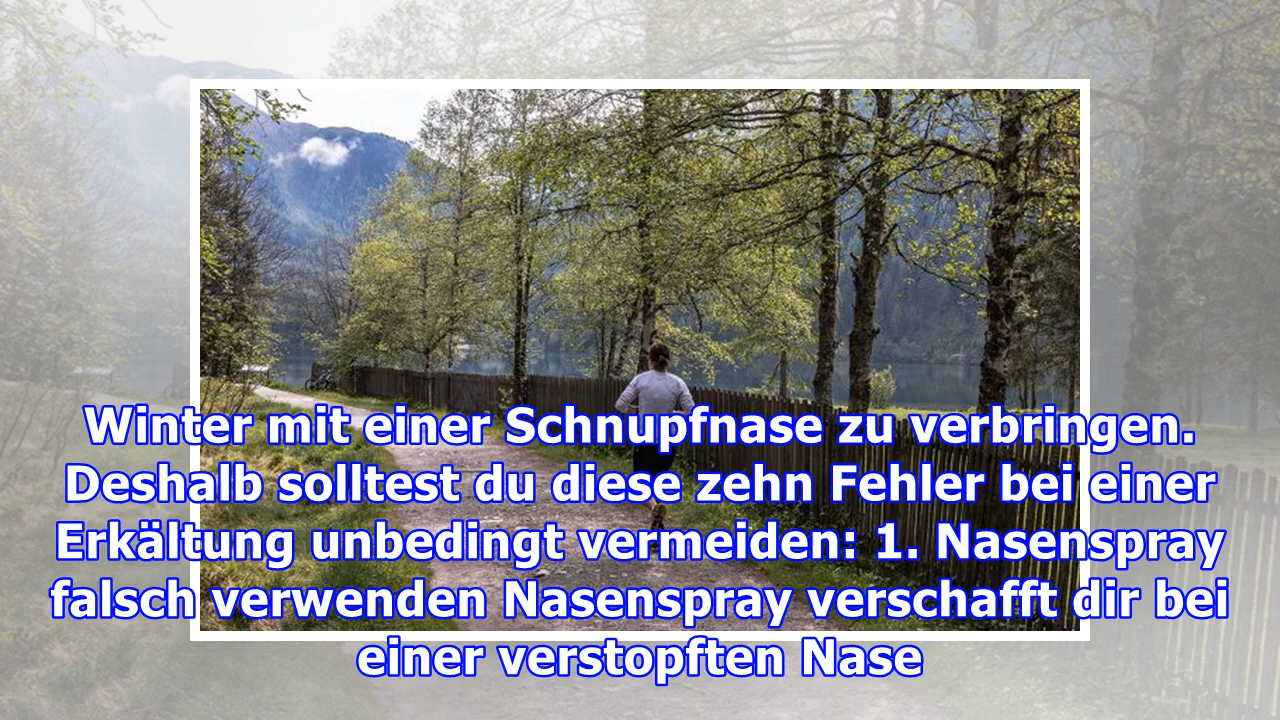 Winter mit einer Schnupfnase zu verbringen.
Deshalb solltest du diese zehn Fehler bei einer
Erkältung unbedingt vermeiden: 1. Nasenspray
falsch verwenden Nasenspray verschafft dir bei
einer verstopften Nase